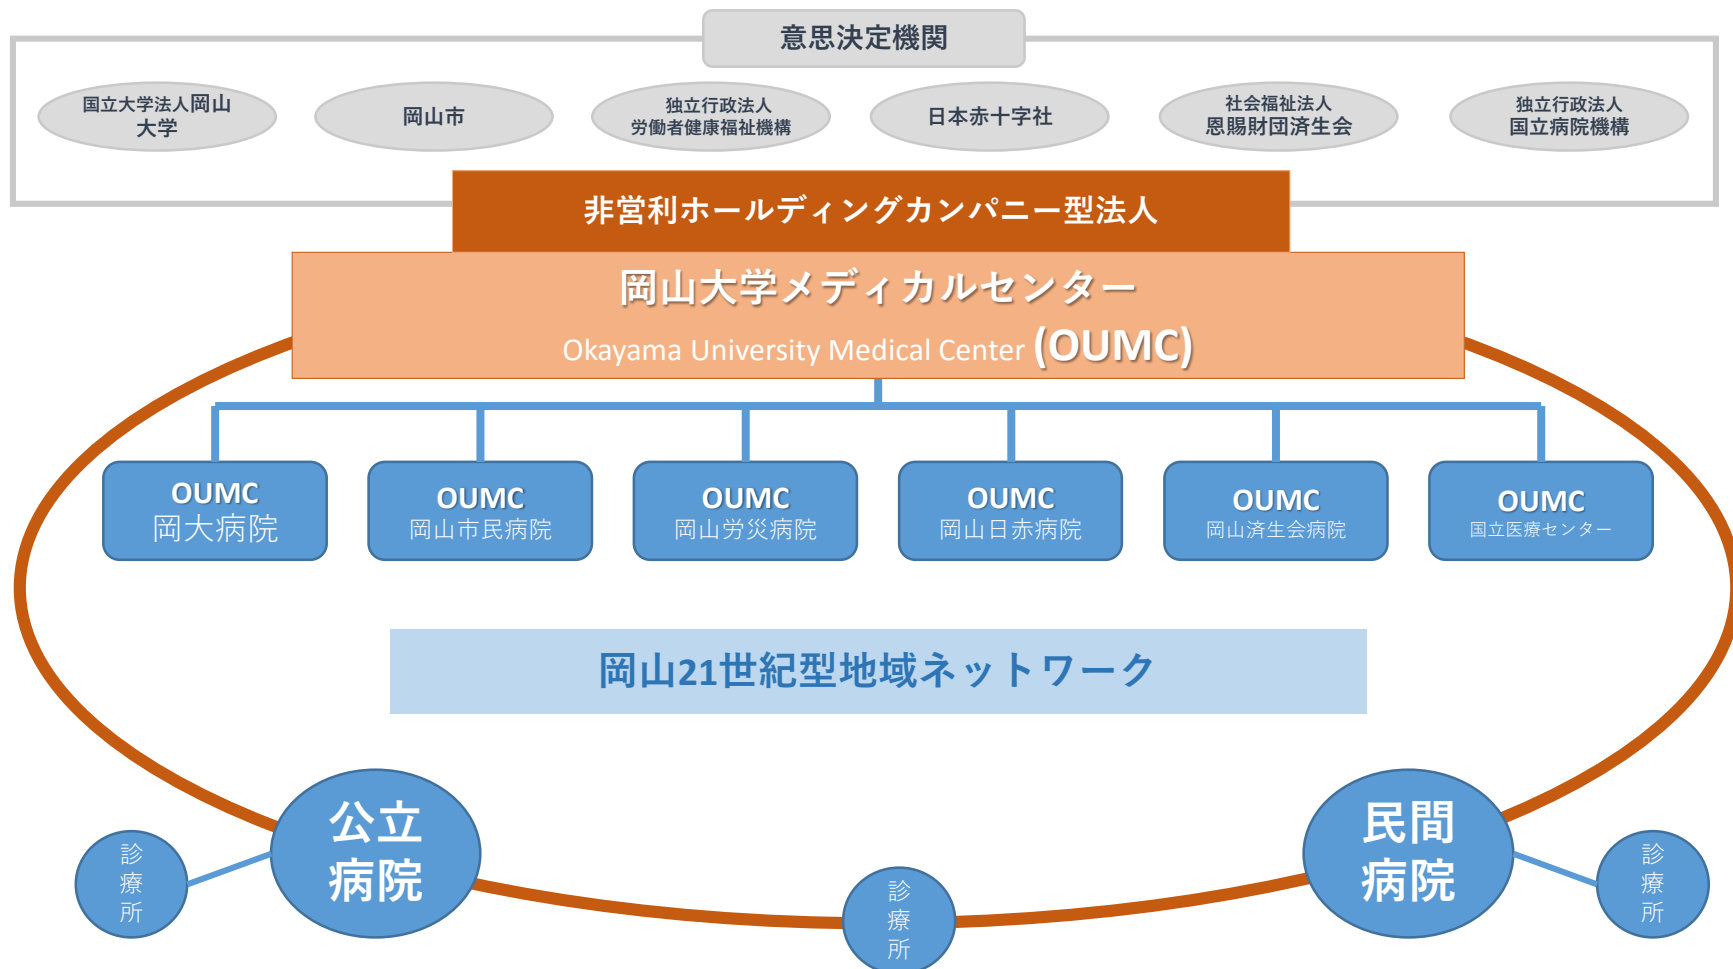 意思決定機関
国立大学法人岡山
大学
岡山市
独立行政法人
労働者健康福祉機構
日本赤十字社
社会福祉法人
恩賜財団済生会
独立行政法人
国立病院機構
非営利ホールディングカンパニー型法人
岡山大学メディカルセンター
Okayama University Medical Center (OUMC)
OUMC
岡大病院
OUMC
岡山市民病院
OUMC
岡山労災病院
OUMC
岡山日赤病院
OUMC
岡山済生会病院
OUMC
国立医療センター
岡山21世紀型地域ネットワーク
公立
病院
民間
病院
診
療
所
診
療
所
診
療
所